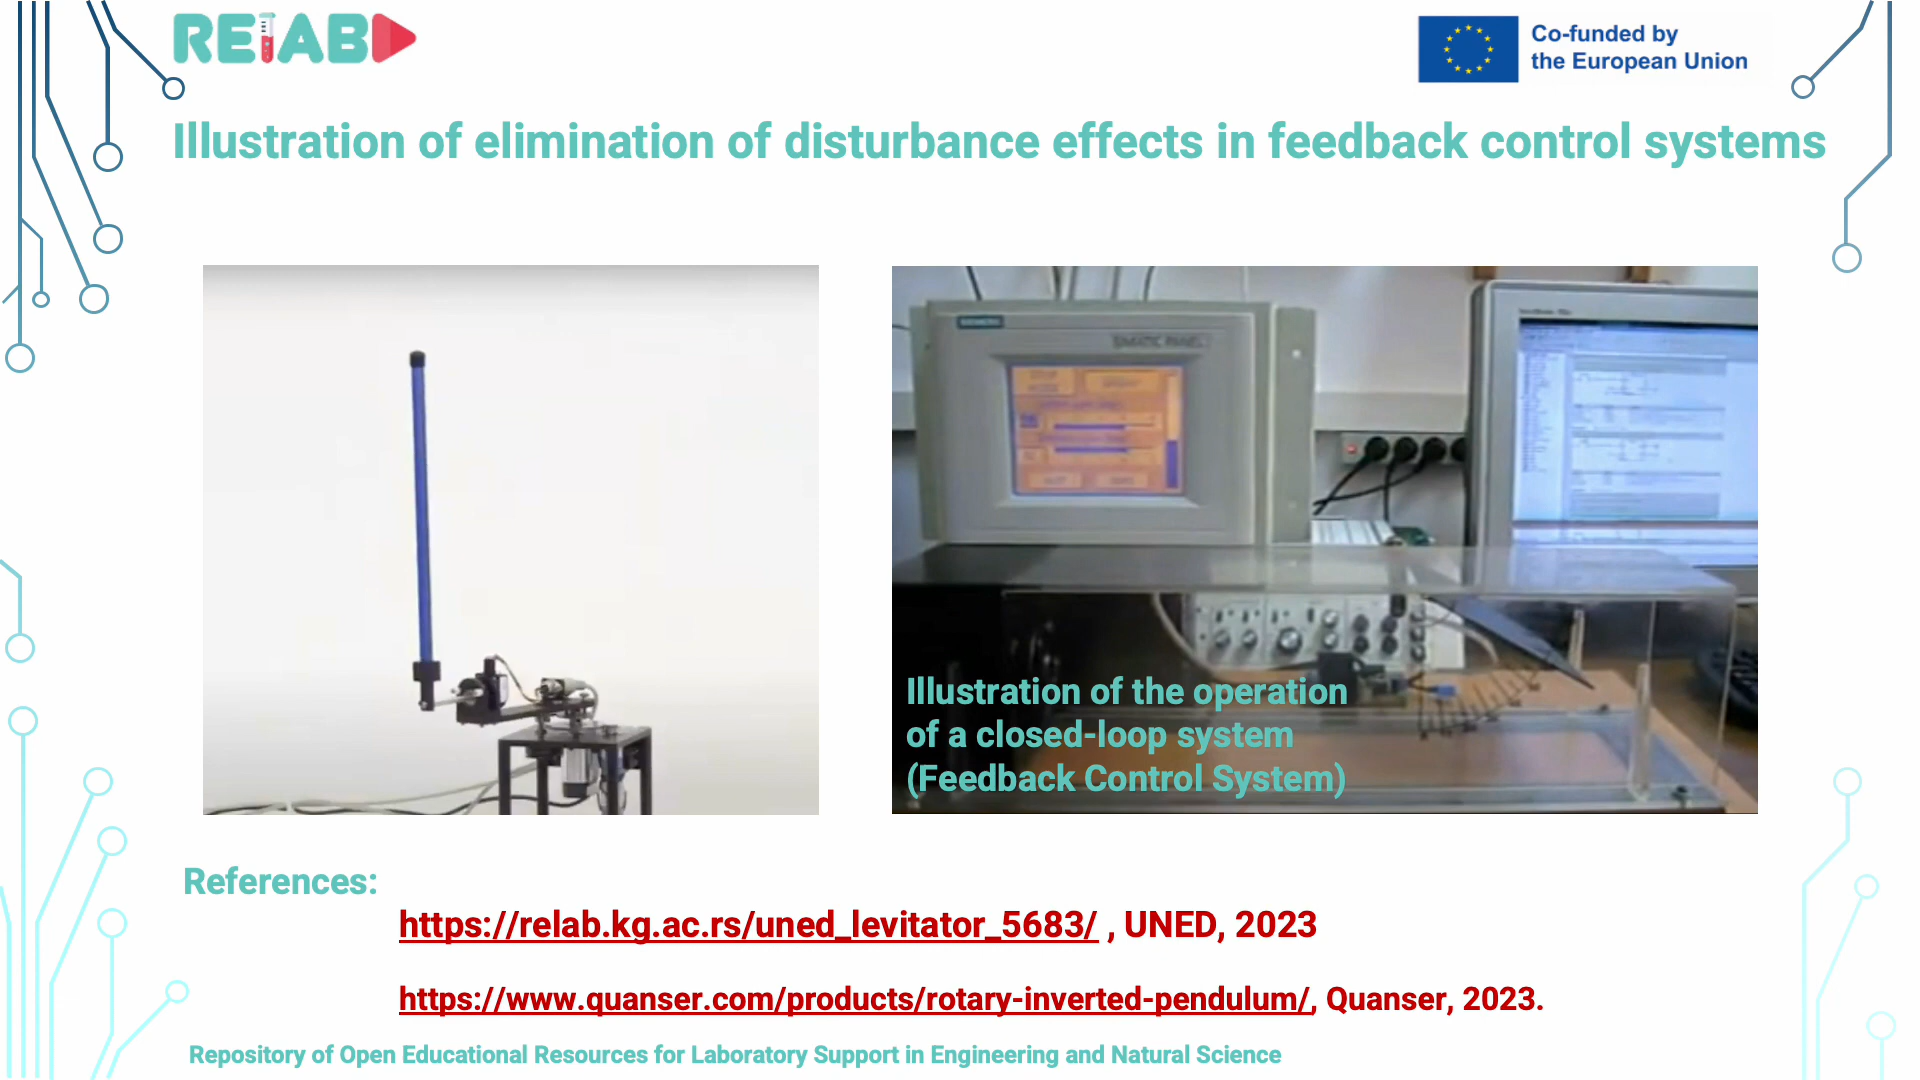 RELAB
Co-funded by
the European Union
Illustration of elimination of disturbance effects in feedback control systems
SIEMENS
SIMATIC PANEL
Illustration of the operation
of a closed-loop system
(Feedback Control System)
References:
https://relab.kg.ac.rs/uned_levitator_5683/ , UNED, 2023
https://www.quanser.com/products/rotary-inverted-pendulum/, Quanser, 2023.
Repository of Open Educational Resources for Laboratory Support in Engineering and Natural Science